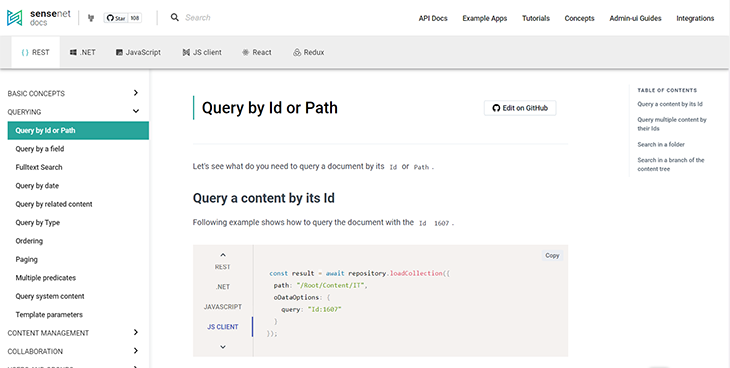 sensenet
docs
Star 108
Search
API Docs
Example Apps
Tutorials
Concepts
Admin-ui Guides
Integrations
REST
.NET
JavaScript
JS client
React
Redux
BASIC CONCEPTS
QUERYING
Query by Id or Path
Query by a field
Fulltext Search
Query by date
Query by related content
Query by Type
Ordering
Paging
Multiple predicates
Query system content
Template parameters
CONTENT MANAGEMENT
COLLABORATION
Query by Id or Path
Edit on GitHub
Let's see what do you need to query a document by its Id or Path.
Query a content by its Id
Following example shows how to query the document with the Id 1607.
REST
.NET
JAVASCRIPT
JS CLIENT
Copy
const result = await repository.loadCollection({
path: "/Root/Content/IT",
oDataOptions: {
query: "Id:1607"
}
});
TABLE OF CONTENTS
Query a content by its Id
Query multiple content by
their Ids
Search in a folder
Search in a branch of the
content tree